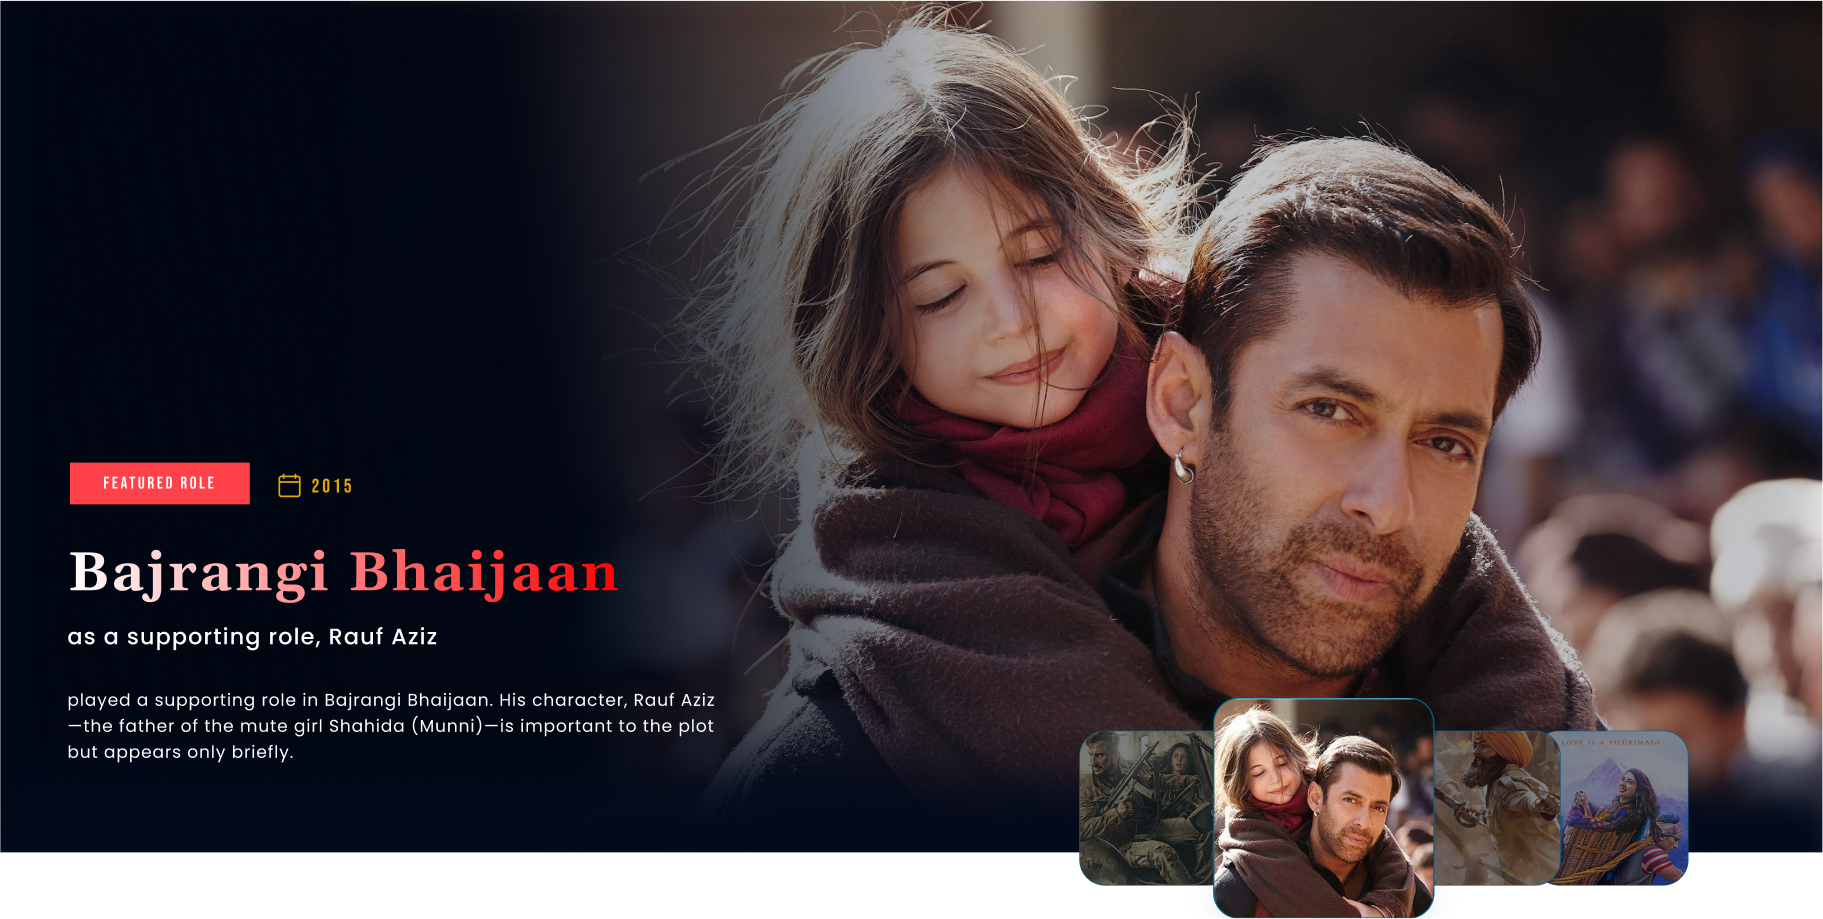 FEATURED ROLE
2015
Bajrangi Bhaijaan
as a supporting role, Rauf Aziz
played a supporting role in Bajrangi Bhaijaan. His character, Rauf Aziz
—the father of the mute girl Shahida (Munni)—is important to the plot
but appears only briefly.
LOVE IS A PILGRIMAGE